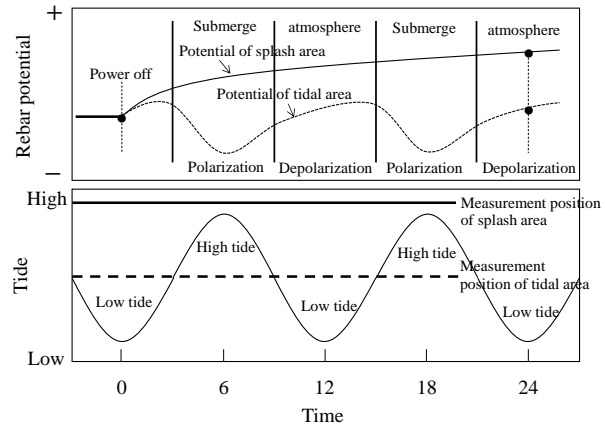 +
Submerge
atmosphere
Submerge
atmosphere
Potential of splash area
Power off
Potential of tidal area
Rebar potential
Polarization
Depolarization
Polarization
Depolarization
−
High
Measurement position
of splash area
High tide
High tide
Measurement
position of tidal area
Tide
Low tide
Low tide
Low tide
Low
0
6
12
18
24
Time